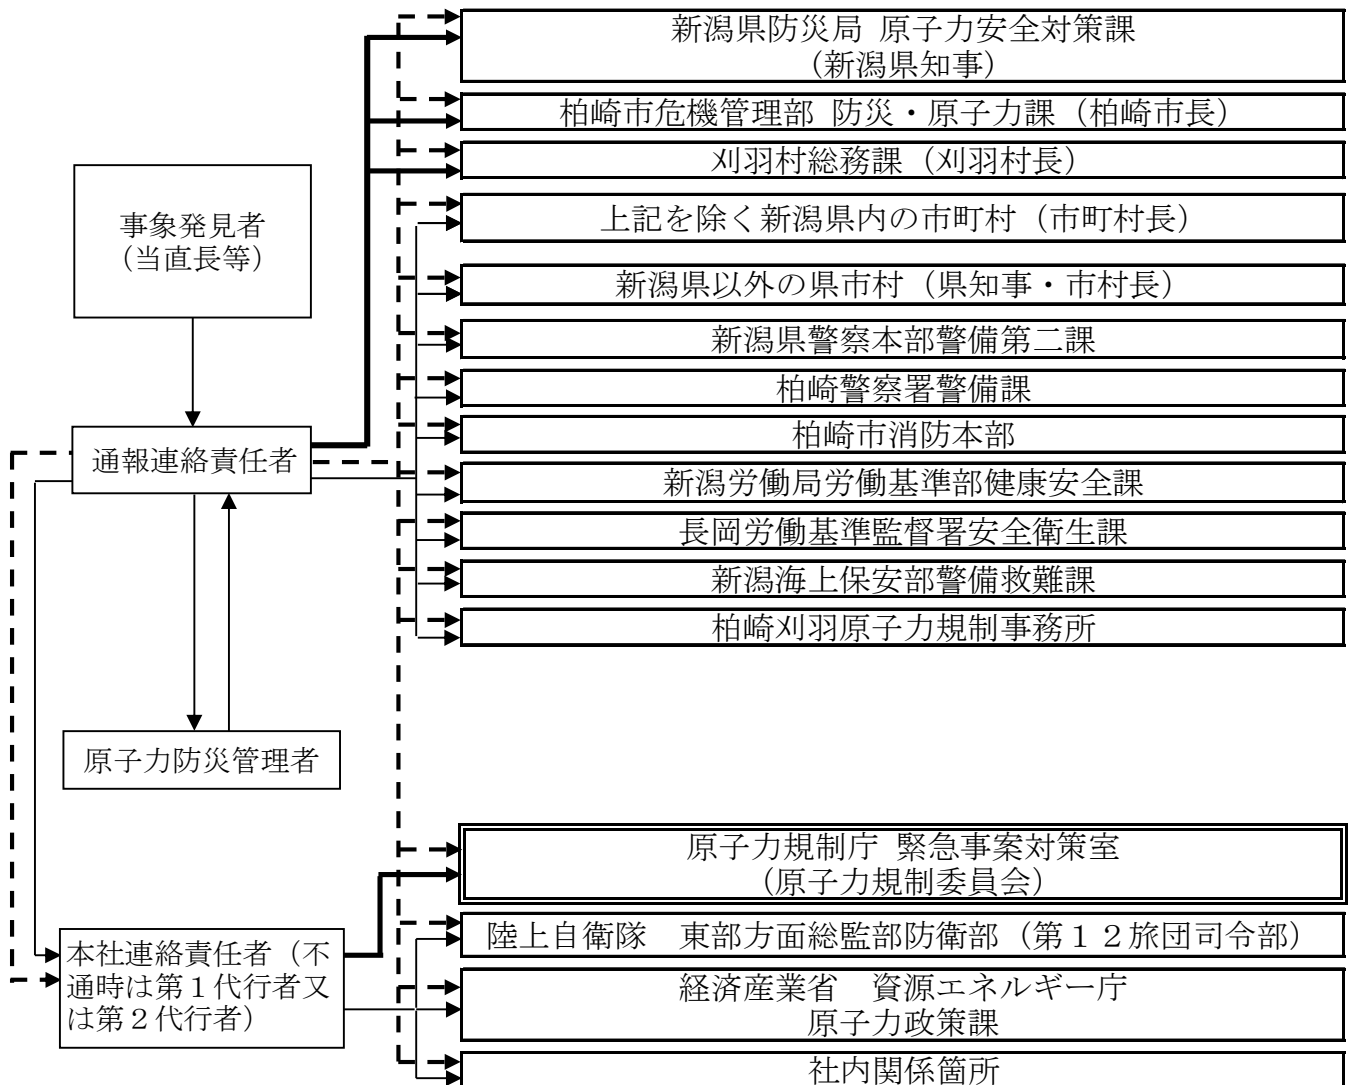 新潟県防災局 原子力安全対策課
（新潟県知事）
柏崎市危機管理部 防災・原子力課（柏崎市長）
刈羽村総務課（刈羽村長）
上記を除く新潟県内の市町村（市町村長）
新潟県以外の県市村（県知事・市村長）
新潟県警察本部警備第二課
柏崎警察署警備課
柏崎市消防本部
新潟労働局労働基準部健康安全課
長岡労働基準監督署安全衛生課
新潟海上保安部警備救難課
柏崎刈羽原子力規制事務所
事象発見者
（当直長等）
通報連絡責任者
原子力防災管理者
原子力規制庁 緊急事案対策室
（原子力規制委員会）
陸上自衛隊　東部方面総監部防衛部（第１２旅団司令部）
経済産業省　資源エネルギー庁
原子力政策課
社内関係箇所
本社連絡責任者（不
通時は第１代行者又
は第２代行者）